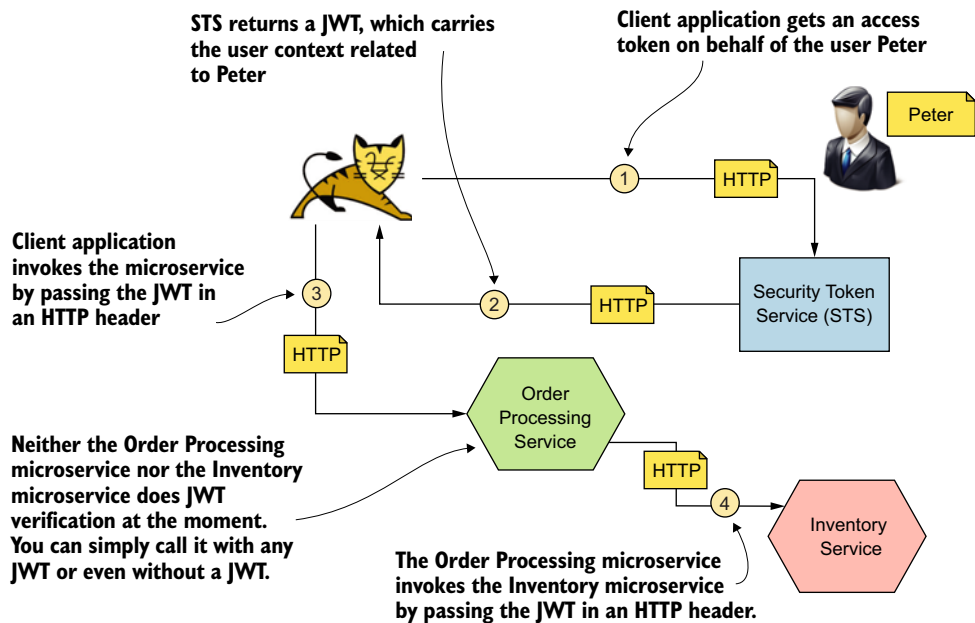 STS returns a JWT, which carries
the user context related
to Peter
Client application gets an access
token on behalf of the user Peter
Peter
1
HTTP
Client application
invokes the microservice
by passing the JWT in
an HTTP header
3
2
HTTP
Security Token
Service (STS)
HTTP
Order
Processing
Service
Neither the Order Processing
microservice nor the Inventory
microservice does JWT
verification at the moment.
You can simply call it with any
JWT or even without a JWT.
HTTP
4
Inventory
Service
The Order Processing microservice
invokes the Inventory microservice
by passing the JWT in an HTTP header.